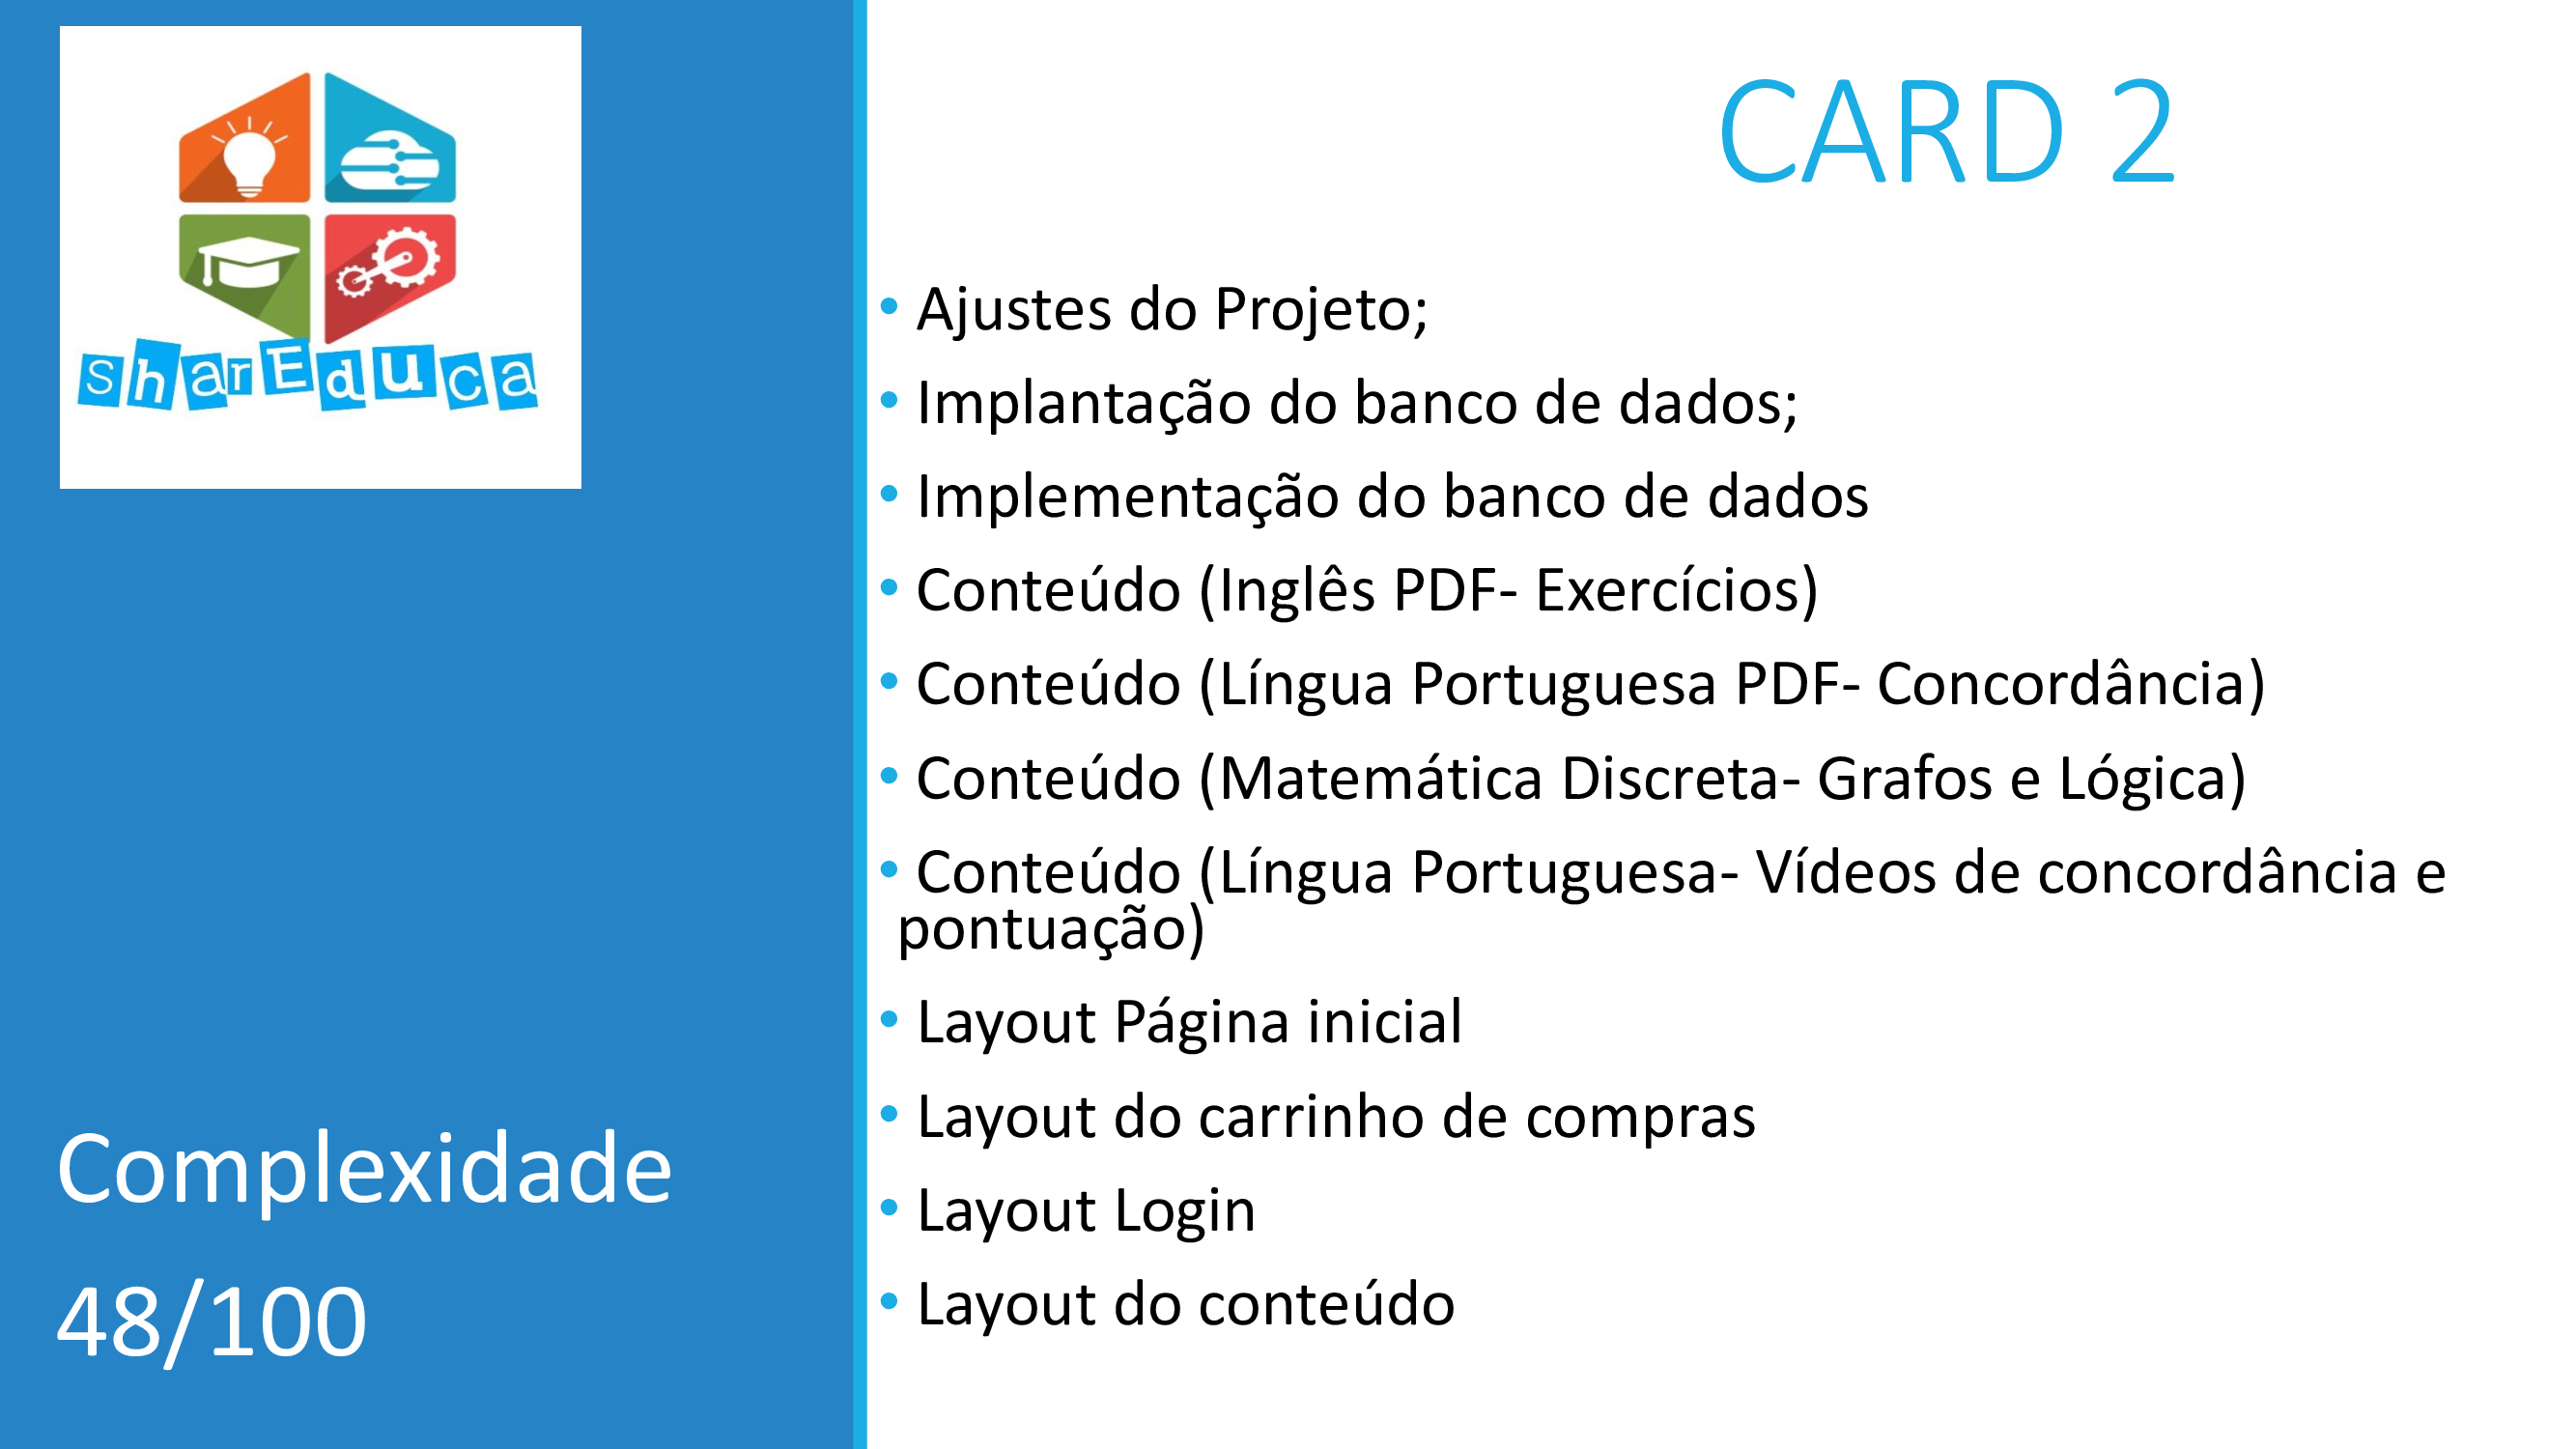 sharEduca
CARD 2
• Ajustes do Projeto;
• Implantação do banco de dados;
• Implementação do banco de dados
• Conteúdo (Inglês PDF- Exercícios)
• Conteúdo (Língua Portuguesa PDF- Concordância)
• Conteúdo (Matemática Discreta- Grafos e Lógica)
• Conteúdo (Língua Portuguesa- Vídeos de concordância e
pontuação)
• Layout Página inicial
• Layout do carrinho de compras
• Layout Login
• Layout do conteúdo
Complexidade
48/100